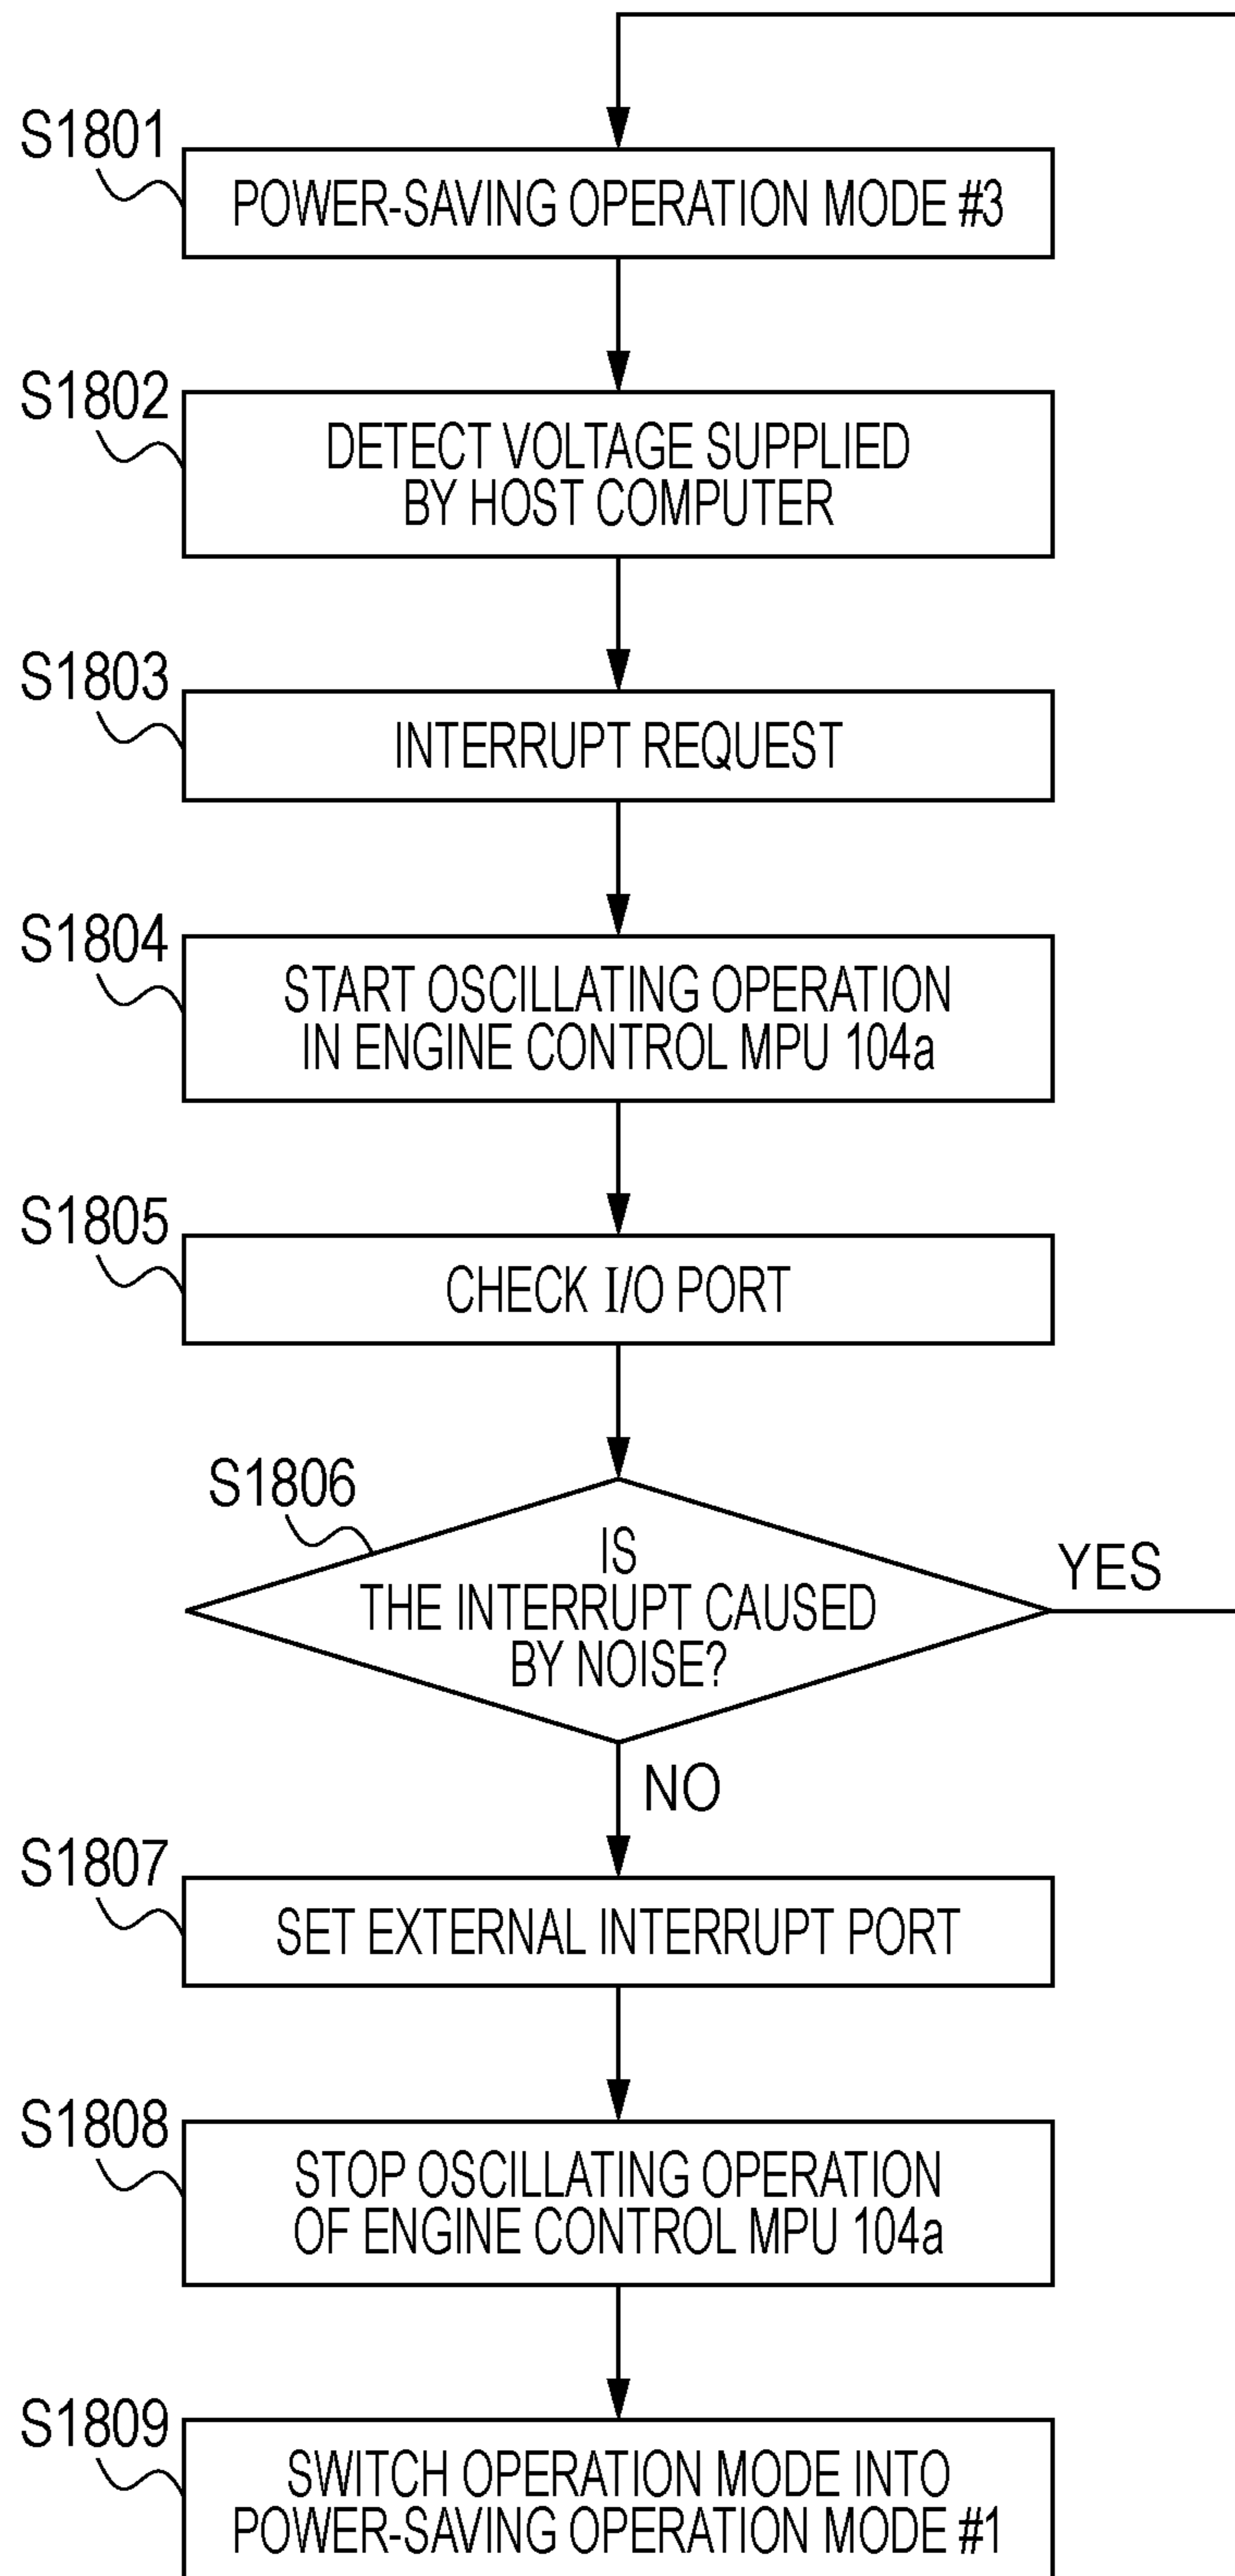 S1801
POWER-SAVING OPERATION MODE #3
S1802
DETECT VOLTAGE SUPPLIED
BY HOST COMPUTER
S1803
INTERRUPT REQUEST
S1804
START OSCILLATING OPERATION
IN ENGINE CONTROL MPU 104a
S1805
CHECK I/O PORT
S1806
IS
THE INTERRUPT CAUSED
BY NOISE?
YES
NO
S1807
SET EXTERNAL INTERRUPT PORT
S1808
STOP OSCILLATING OPERATION
OF ENGINE CONTROL MPU 104a
S1809
SWITCH OPERATION MODE INTO
POWER-SAVING OPERATION MODE #1